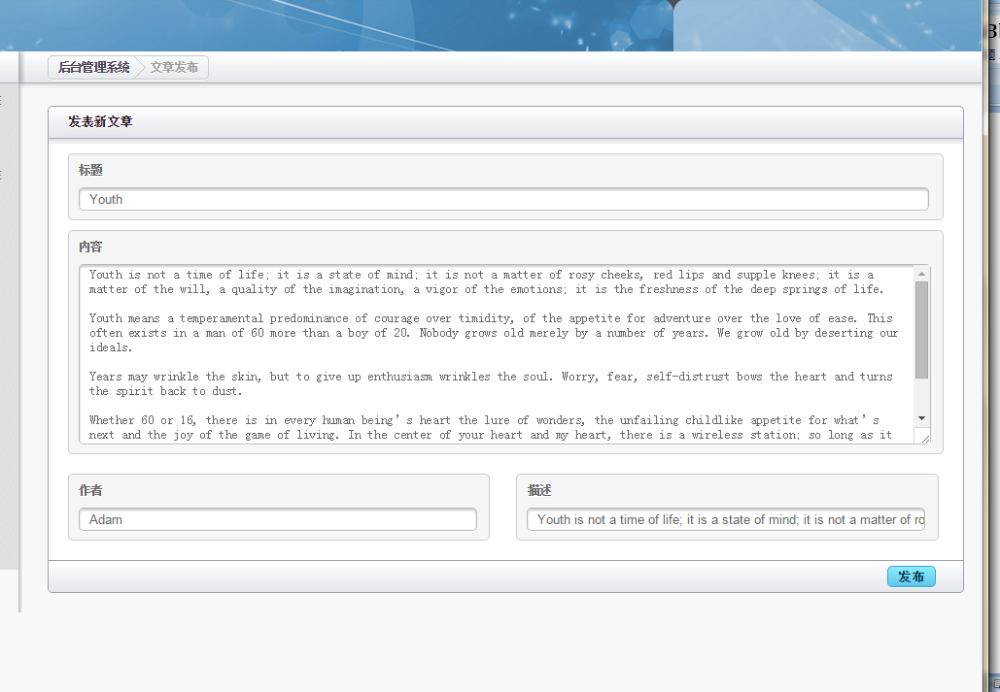 后台管理系统 文章发布
发表新文章
标题
Youth
内容
Youth is not a time of life; it is a state of mind; it is not a matter of rosy cheeks, red lips and supple knees; it is a
matter of the will, a quality of the imagination, a vigor of the emotions; it is the freshness of the deep springs of life.
Youth means a temperamental predominance of courage over timidity, of the appetite for adventure over the love of ease. This
often exists in a man of 60 more than a boy of 20. Nobody grows old merely by a number of years. We grow old by deserting our
ideals.
Years may wrinkle the skin, but to give up enthusiasm wrinkles the soul. Worry, fear, self-distrust bows the heart and turns
the spirit back to dust.
Whether 60 or 16, there is in every human being’s heart the lure of wonders, the unfailing childlike appetite for what’s
next and the joy of the game of living. In the center of your heart and my heart, there is a wireless station; so long as it
作者 描述
Adam Youth is not a time of life; it is a state of mind; it is not a matter of ro
发布